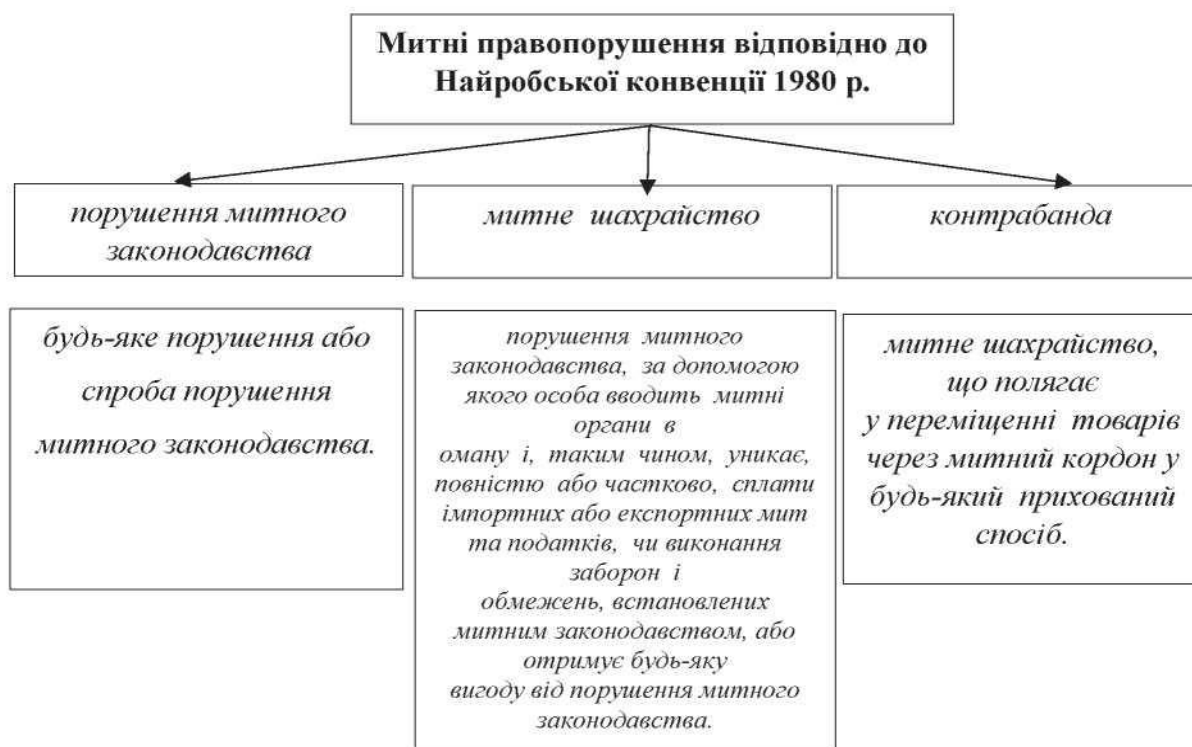 Митні правопорушення відповідно до
Найробської конвенції 1980 р.
порушення митного
законодавства
митне шахрайство
контрабанда
будь-яке порушення або
спроба порушення
митного законодавства.
порушення митного
законодавства, за допомогою
якого особа вводить митні
органи в
оману і, таким чином, уникає,
повністю або частково, сплати
імпортних або експортних мит
та податків, чи виконання
заборон і
обмежень, встановлених
митним законодавством, або
отримує будь-яку
вигоду від порушення митного
законодавства.
митне шахрайство,
що полягає
у переміщенні товарів
через митний кордон у
будь-який прихований
спосіб.